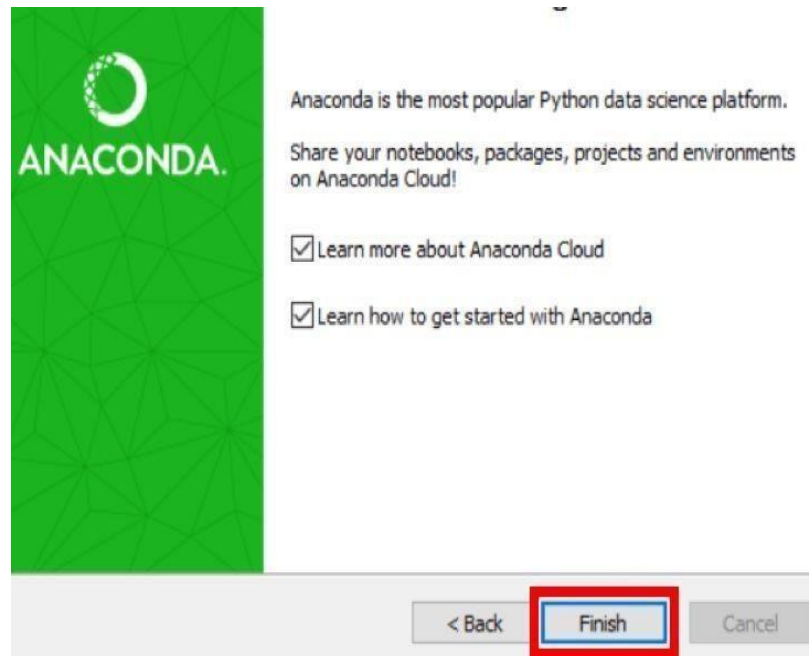 Anaconda is the most popular Python data science platform.
ANACONDA.
Share your notebooks, packages, projects and environments
on Anaconda Cloud!
Learn more about Anaconda Cloud
Learn how to get started with Anaconda
< Back
Finish
Cancel